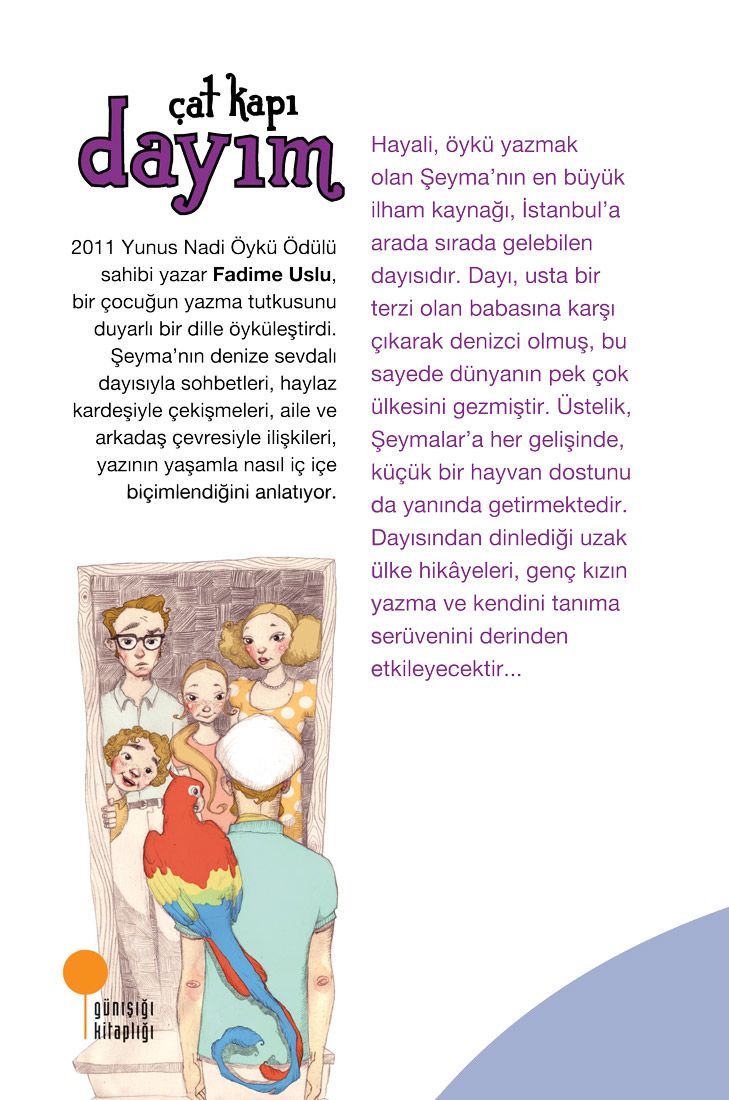 çat kapı
dayım
2011 Yunus Nadi Öykü Ödülü
sahibi yazar Fadime Uslu,
bir çocuğun yazma tutkusunu
duyarlı bir dille öyküleştirdi.
Şeyma’nın denize sevdalı
dayısıyla sohbetleri, haylaz
kardeşiyle çekişmeleri, aile ve
arkadaş çevresiyle ilişkileri,
yazının yaşamla nasıl iç içe
biçimlendiğini anlatıyor.
Hayali, öykü yazmak
olan Şeyma’nın en büyük
ilham kaynağı, İstanbul’a
arada sırada gelebilen
dayısıdır. Dayı, usta bir
terzi olan babasına karşı
çıkarak denizci olmuş, bu
sayede dünyanın pek çok
ülkesini gezmiştir. Üstelik,
Şeymalar’a her gelişinde,
küçük bir hayvan dostunu
da yanında getirmektedir.
Dayısından dinlediği uzak
ülke hikâyeleri, genç kızın
yazma ve kendini tanıma
serüvenini derinden
etkileyecektir...
günışığı
kitaplığı